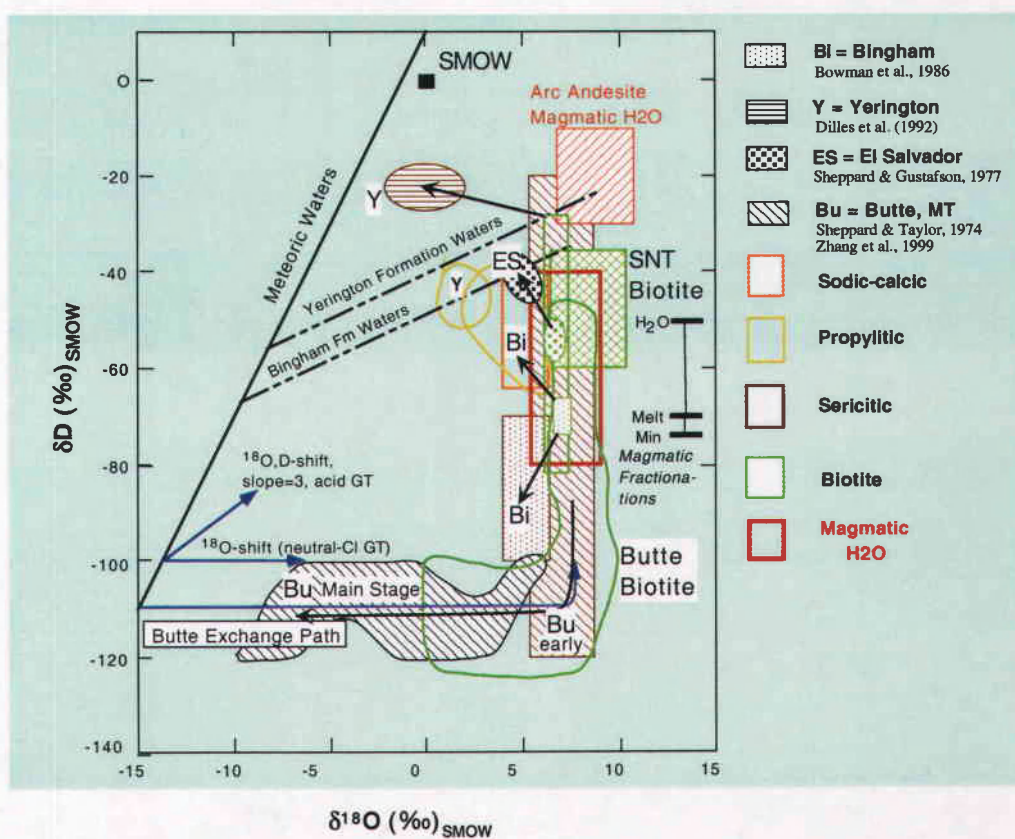 0
-20
-40
-60
-80
-100
-120
-140
δD (‰)SMOW
-15
-10
-5
0
5
10
15
δ¹⁸O (‰)SMOW
SMOW
Meteoric Waters
Arc Andesite
Magmatic H2O
Y
Yerington Formation Waters
Bingham Fm Waters
ES
Y
SNT
Biotite
H₂O
Bi
Melt
Min
Magmatic
Fractiona-
tions
¹⁸O,D-shift,
slope=3, acid GT
Bi
¹⁸O-shift (neutral-Cl GT)
Bu Main Stage
Butte
Biotite
Butte Exchange Path
Bu
early
Bi = Bingham
Bowman et al., 1986
Y = Yerington
Dilles et al. (1992)
ES = El Salvador
Sheppard & Gustafson, 1977
Bu = Butte, MT
Sheppard & Taylor, 1974
Zhang et al., 1999
Sodic-calcic
Propylitic
Sericitic
Biotite
Magmatic
H2O